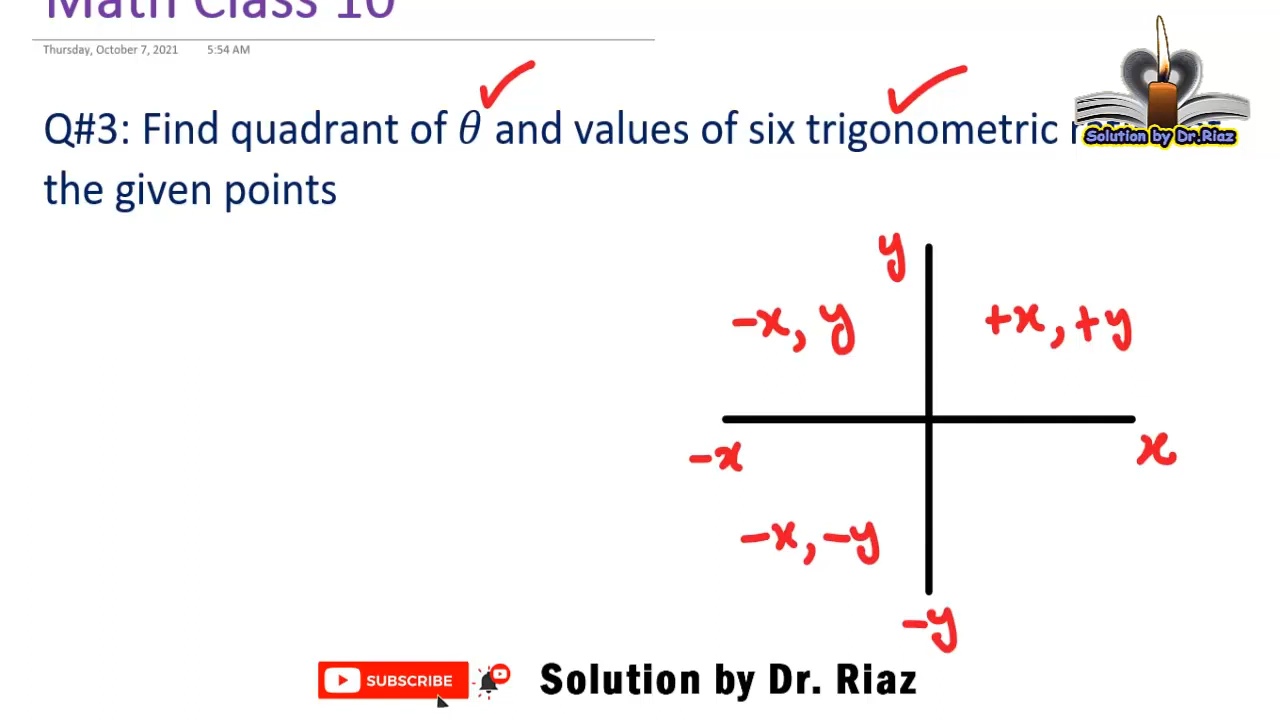 Math Class 10
Thursday, October 7, 2021 5:54 AM
Q#3: Find quadrant of θ and values of six trigonometric
the given points
Solution by Dr.Riaz
y
-x, y
+x, +y
-x
x
-x, -y
-y
SUBSCRIBE
Solution by Dr. Riaz